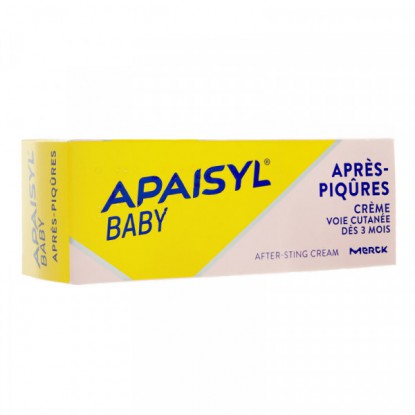 APAISYL®
BABY
APRÈS-
PIQÛRES
CRÈME
VOIE CUTANÉE
DÈS 3 MOIS
AFTER-STING CREAM
MERCK
APAISYL®
BABY
APRÈS-PIQÛRES